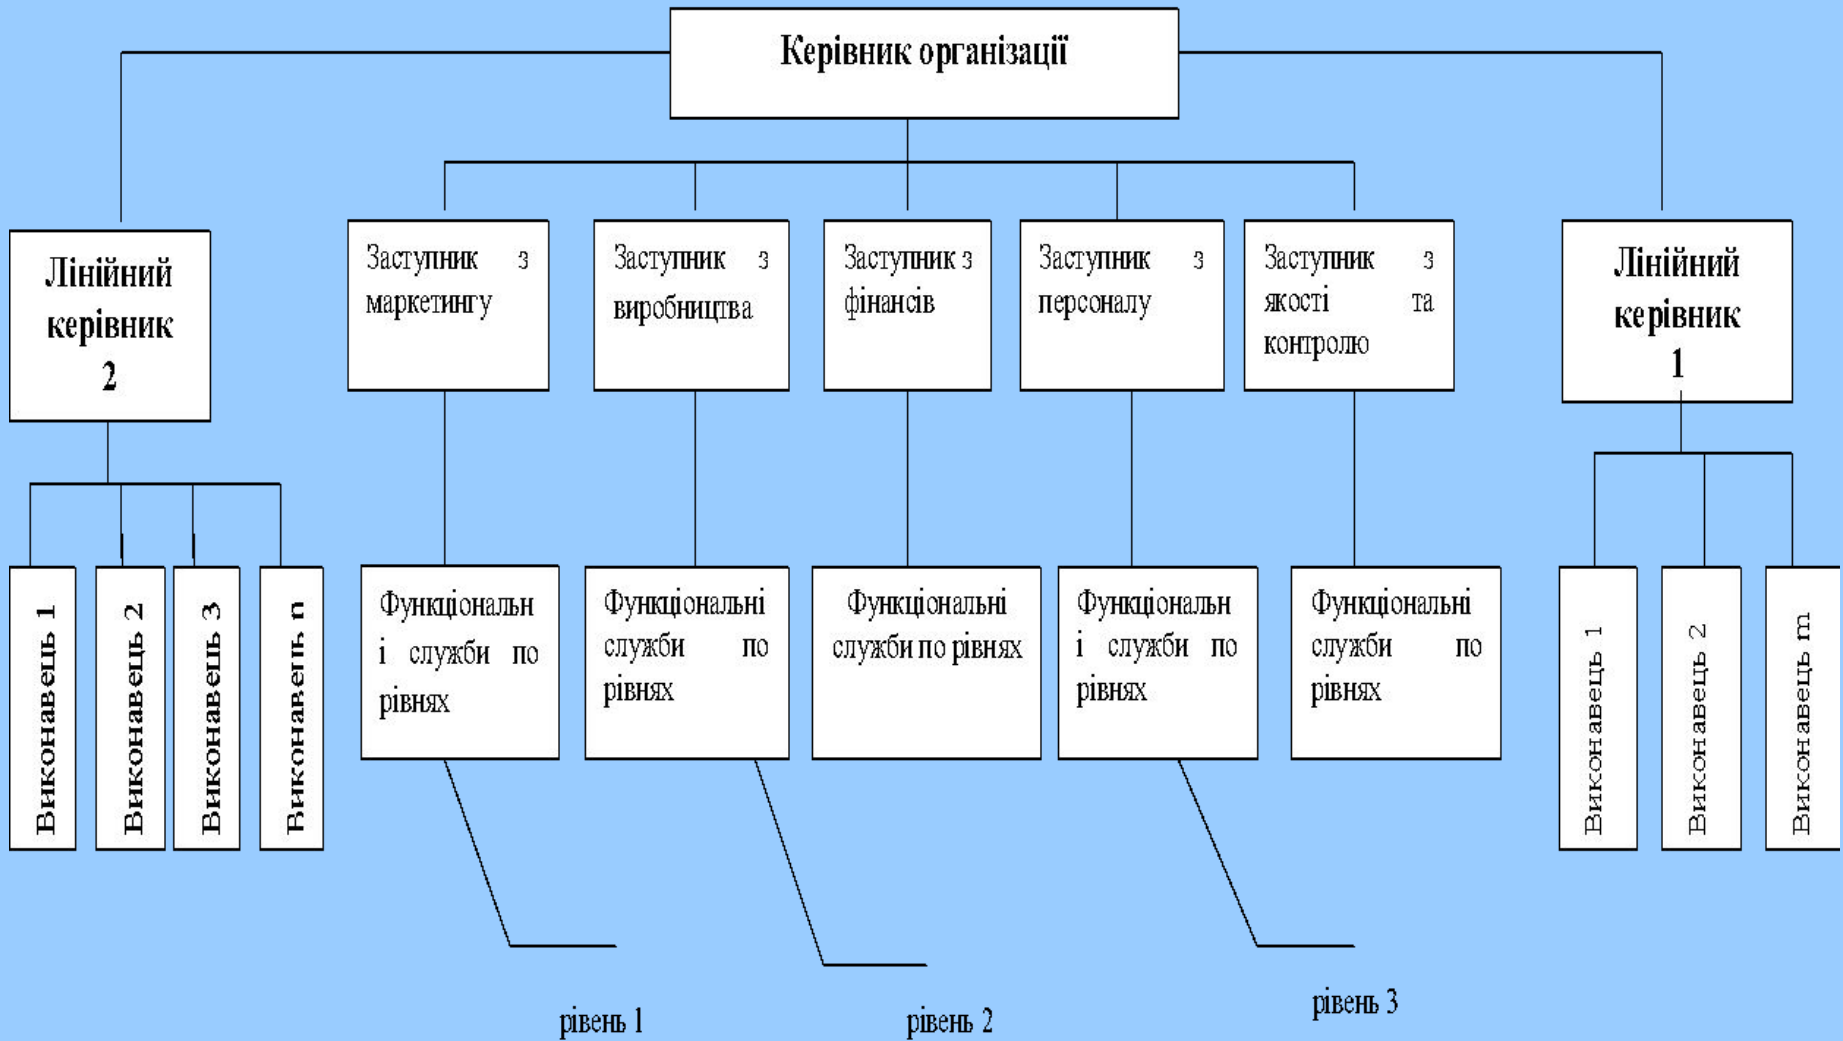 Керівник організації
Лінійний
керівник
2
Заступник з
маркетингу
Заступник з
виробництва
Заступник з
фінансів
Заступник з
персоналу
Заступник з
якості та
контролю
Лінійний
керівник
1
Виконавець 1
Виконавець 2
Виконавець 3
Виконавець n
Функціональн
і служби по
рівнях
Функціональні
служби по
рівнях
Функціональні
служби по рівнях
Функціональн
і служби по
рівнях
Функціональні
служби по
рівнях
Виконавець 1
Виконавець 2
Виконавець m
рівень 1
рівень 2
рівень 3